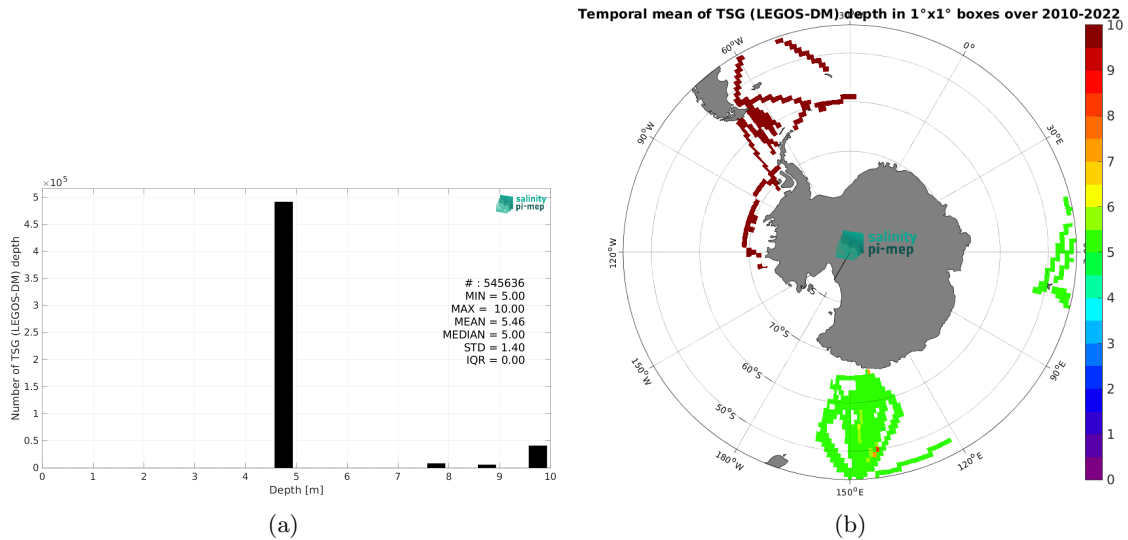 ×10⁵
5
4.5
4
3.5
3
2.5
2
1.5
1
0.5
0
Number of TSG (LEGOS-DM) depth
salinity
pi-mep
# : 545636
MIN = 5.00
MAX = 10.00
MEAN = 5.46
MEDIAN = 5.00
STD = 1.40
IQR = 0.00
0 1 2 3 4 5 6 7 8 9 10
Depth [m]
(a)
Temporal mean of TSG (LEGOS-DM) depth in 1°x1° boxes over 2010-2022
60°W
0°
90°W
30°E
120°W
salinity
pi-mep
70°S
150°W
60°S
90°E
50°S
180°W
120°E
150°E
10
9
8
7
6
5
4
3
2
1
0
(b)